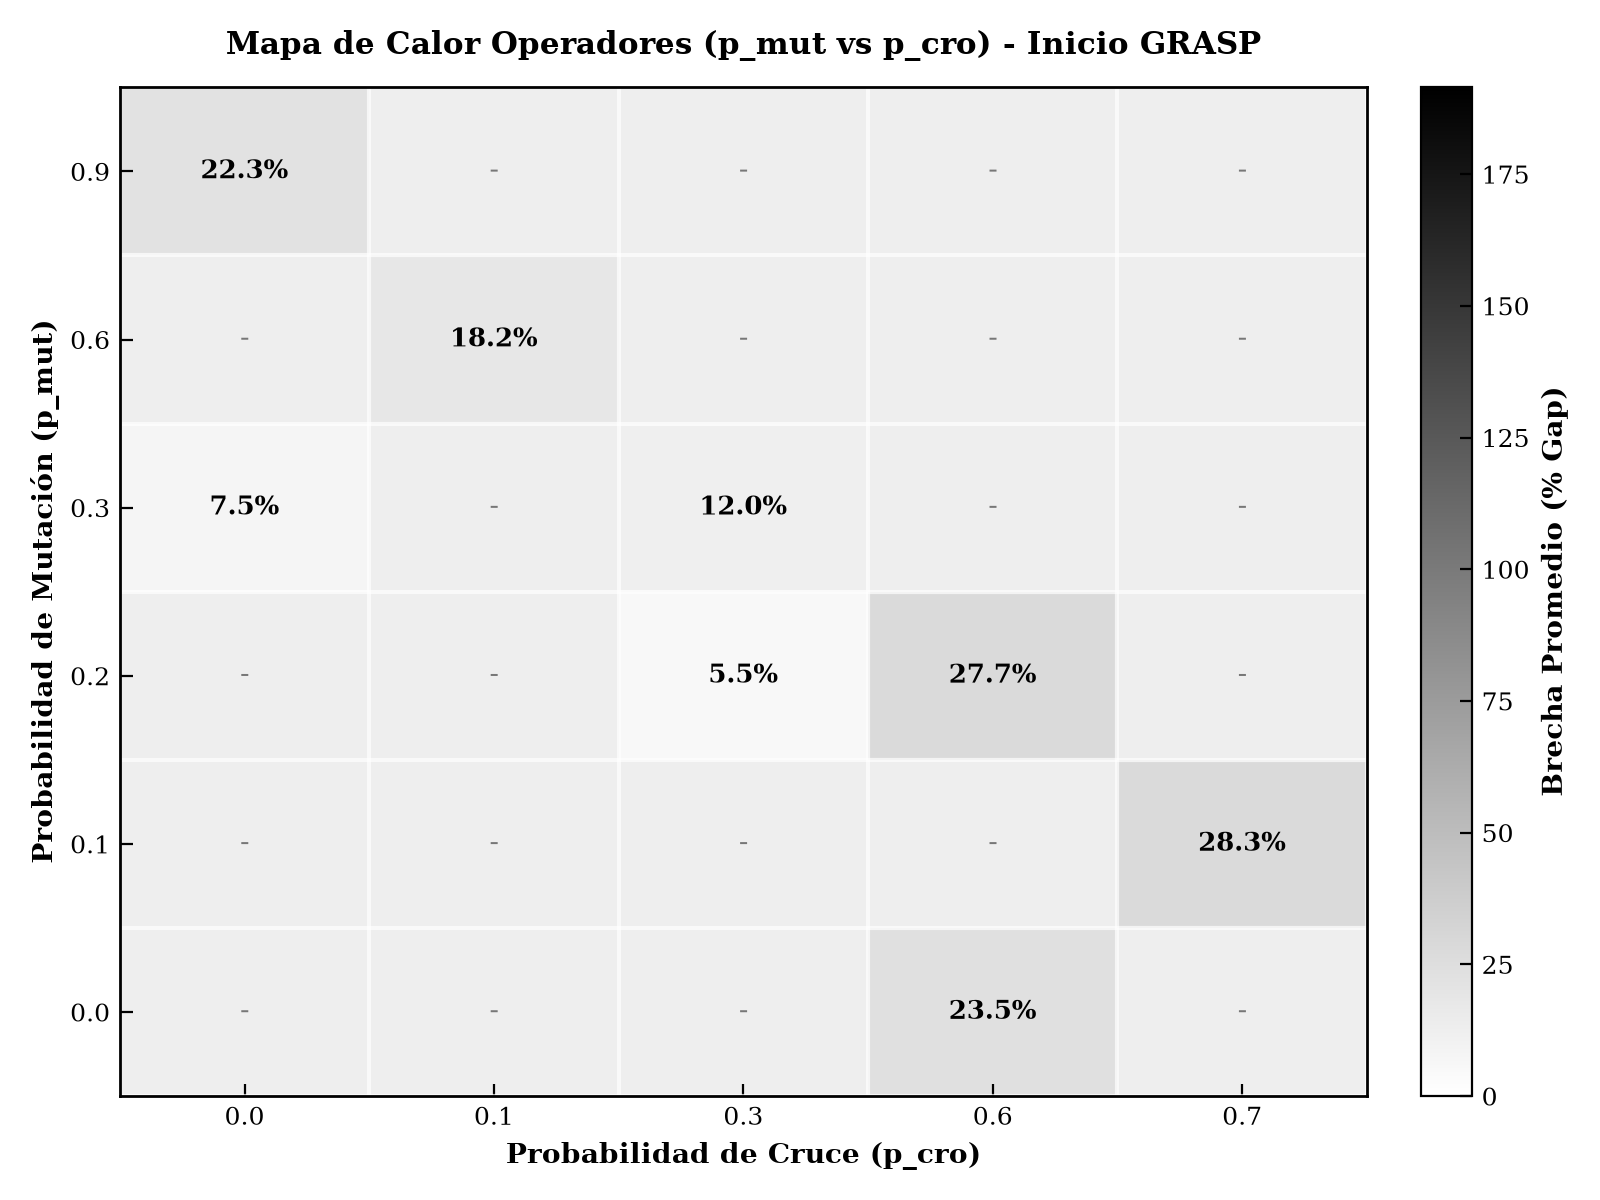 Mapa de Calor Operadores (p_mut vs p_cro) - Inicio GRASP
Probabilidad de Mutación (p_mut)
0.9 22.3% - - - -
0.6 - 18.2% - - -
0.3 7.5% - 12.0% - -
0.2 - - 5.5% 27.7% -
0.1 - - - - 28.3%
0.0 - - - 23.5% -
0.0 0.1 0.3 0.6 0.7
Probabilidad de Cruce (p_cro)
175
150
125
100
75
50
25
0
Brecha Promedio (% Gap)